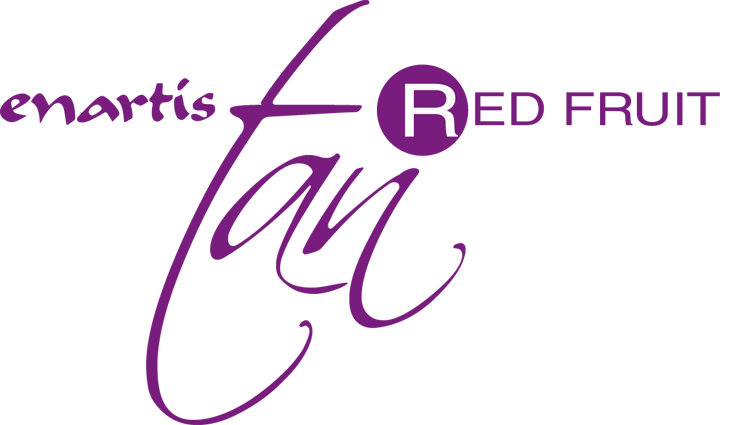 enartis
tan
RED FRUIT